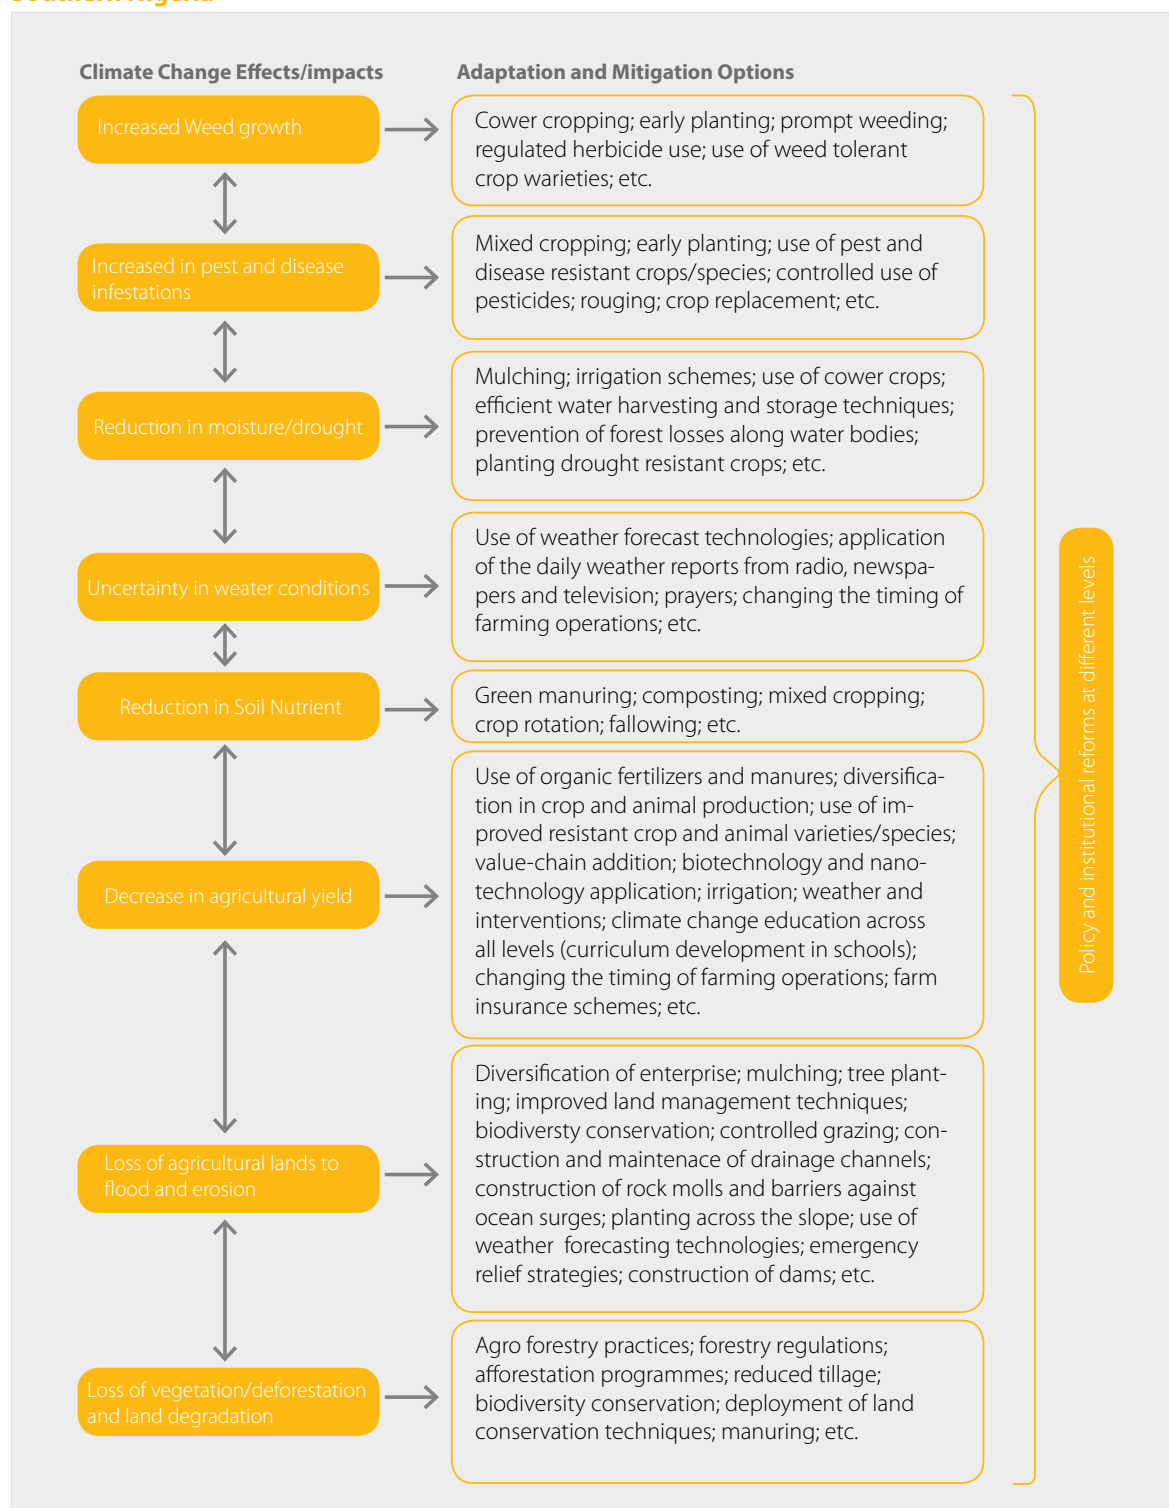 Southern Nigeria
Climate Change Effects/impacts
Adaptation and Mitigation Options
Increased Weed growth
Cower cropping; early planting; prompt weeding;
regulated herbicide use; use of weed tolerant
crop warieties; etc.
Increased in pest and disease
infestations
Mixed cropping; early planting; use of pest and
disease resistant crops/species; controlled use of
pesticides; rouging; crop replacement; etc.
Reduction in moisture/drought
Mulching; irrigation schemes; use of cower crops;
efficient water harvesting and storage techniques;
prevention of forest losses along water bodies;
planting drought resistant crops; etc.
Uncertainty in weater conditions
Use of weather forecast technologies; application
of the daily weather reports from radio, newspa-
pers and television; prayers; changing the timing of
farming operations; etc.
Reduction in Soil Nutrient
Green manuring; composting; mixed cropping;
crop rotation; fallowing; etc.
Decrease in agricultural yield
Use of organic fertilizers and manures; diversifica-
tion in crop and animal production; use of im-
proved resistant crop and animal varieties/species;
value-chain addition; biotechnology and nano-
technology application; irrigation; weather and
interventions; climate change education across
all levels (curriculum development in schools);
changing the timing of farming operations; farm
insurance schemes; etc.
Loss of agricultural lands to
flood and erosion
Diversification of enterprise; mulching; tree plant-
ing; improved land management techniques;
biodiversty conservation; controlled grazing; con-
struction and maintenace of drainage channels;
construction of rock molls and barriers against
ocean surges; planting across the slope; use of
weather forecasting technologies; emergency
relief strategies; construction of dams; etc.
Loss of vegetation/deforestation
and land degradation
Agro forestry practices; forestry regulations;
afforestation programmes; reduced tillage;
biodiversity conservation; deployment of land
conservation techniques; manuring; etc.
Policy and institutional reforms at different levels